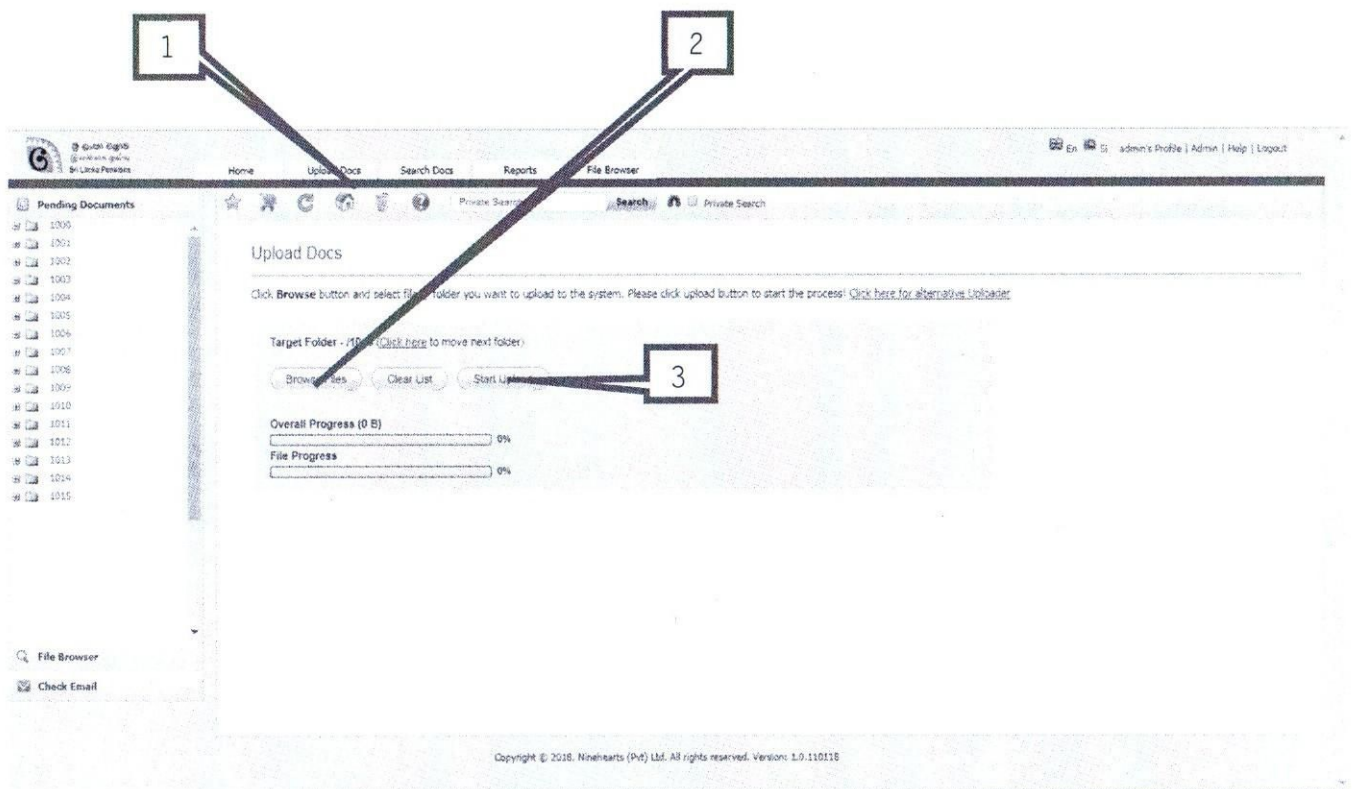 1
2
En Si admin's Profile | Admin | Help | Logout
Sri Lanka Pensions
Home Upload Docs Search Docs Reports File Browser
Pending Documents
Private Search Search Private Search
1000
1001
1002
1003
1004
1005
1006
1007
1008
1009
1010
1011
1012
1013
1014
1015
Upload Docs
Click Browse button and select you want to upload to the system. Please click upload button to start the process! Click here for alternative Uploader
Target Folder - (Click here to move next folder)
Browse Files Clear List Start Upload
3
Overall Progress (0 B)
0%
File Progress
0%
File Browser
Check Email
Copyright © 2018. Ninehearts (Pvt) Ltd. All rights reserved. Version: 1.0.110118